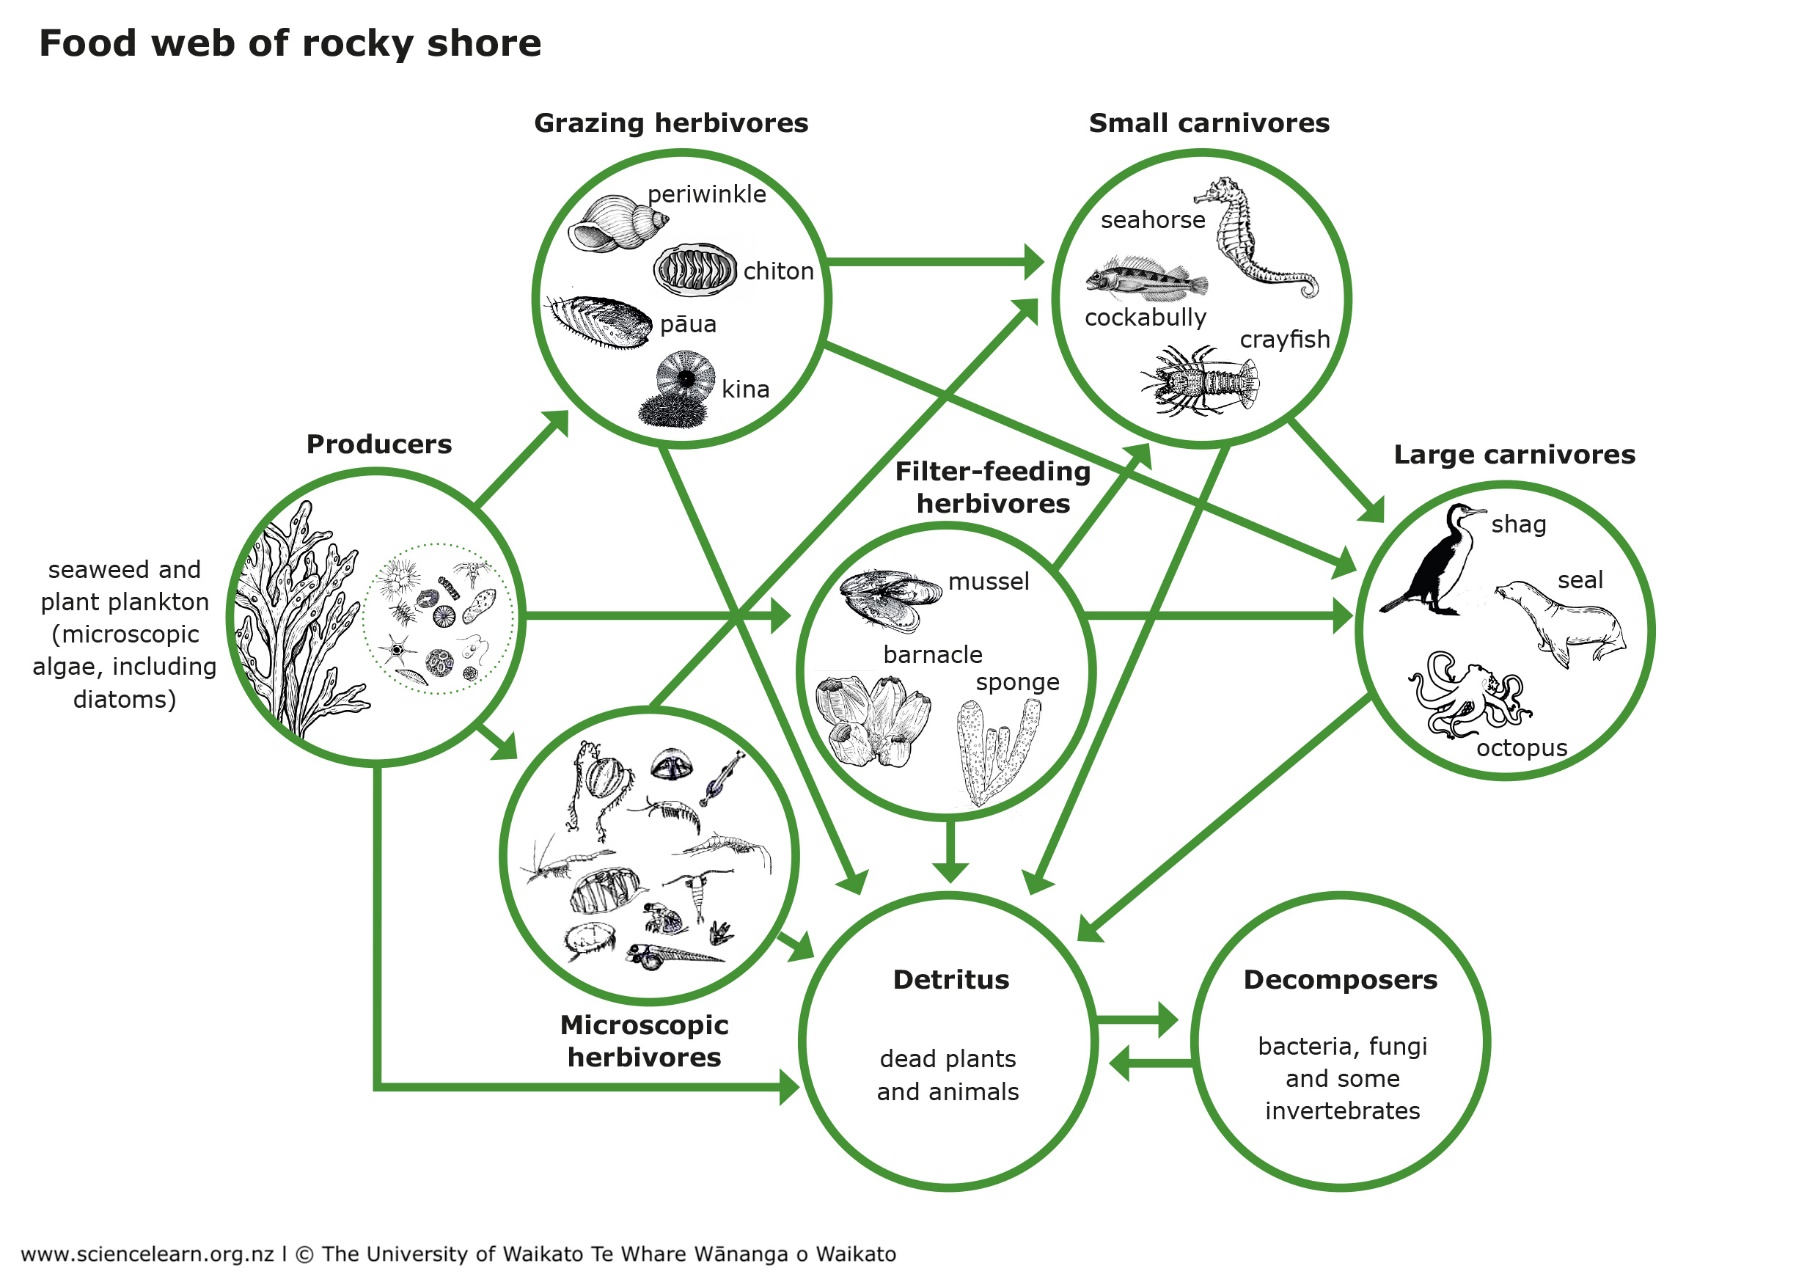 Food web of rocky shore
Grazing herbivores
periwinkle
chiton
pāua
kina
Small carnivores
seahorse
cockabully
crayfish
Producers
seaweed and
plant plankton
(microscopic
algae, including
diatoms)
Filter-feeding
herbivores
mussel
barnacle
sponge
Large carnivores
shag
seal
octopus
Microscopic
herbivores
Detritus
dead plants
and animals
Decomposers
bacteria, fungi
and some
invertebrates
www.sciencelearn.org.nz l © The University of Waikato Te Whare Wānanga o Waikato